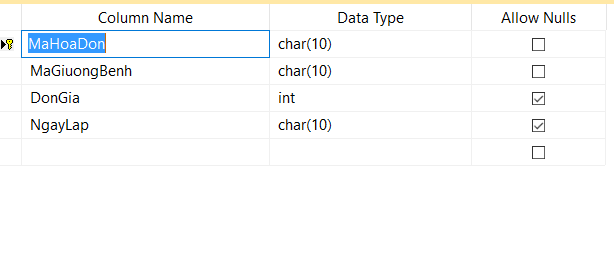 Column Name Data Type Allow Nulls
MaHoaDon char(10)
MaGiuongBenh char(10)
DonGia int
NgayLap char(10)